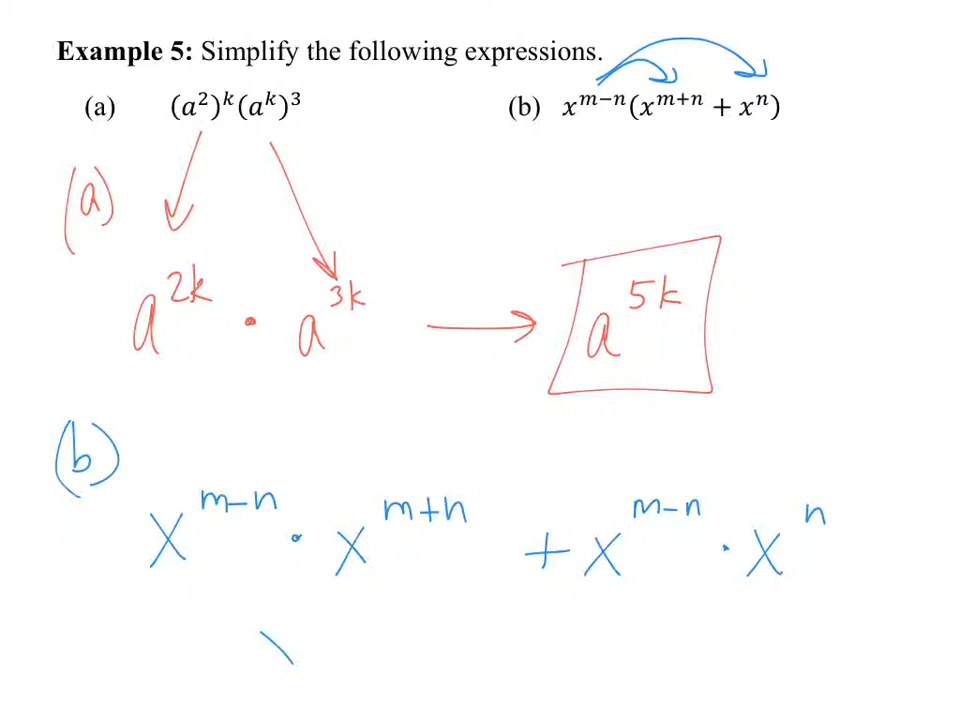 Example 5: Simplify the following expressions.
(a) (a²)ᵏ(aᵏ)³ (b) xᵐ⁻ⁿ(xᵐ⁺ⁿ + xⁿ)
(a)
a²ᵏ · a³ᵏ → a⁵ᵏ
(b)
xᵐ⁻ⁿ · xᵐ⁺ⁿ + xᵐ⁻ⁿ · xⁿ